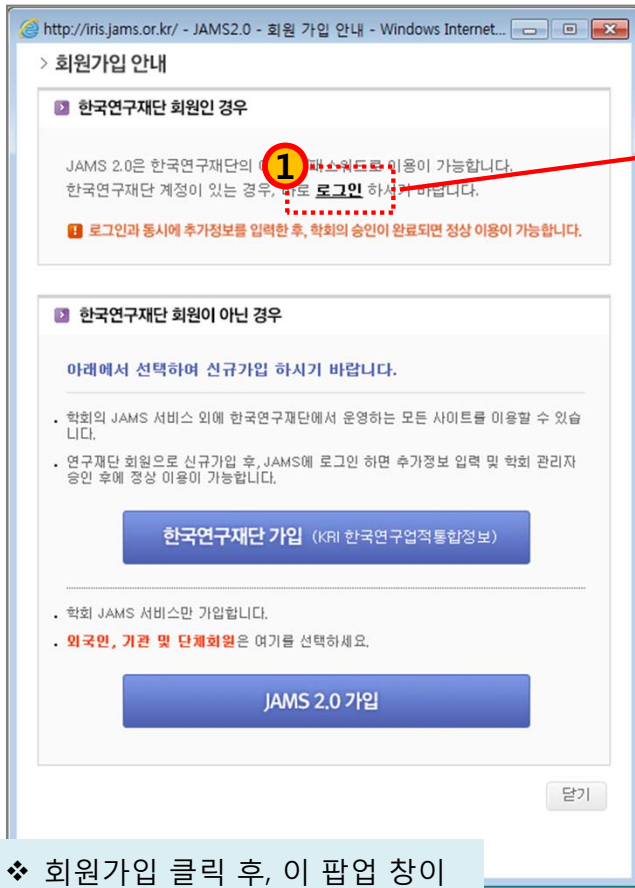 http://iris.jams.or.kr/ - JAMS2.0 - 회원 가입 안내 - Windows Internet...
> 회원가입 안내
한국연구재단 회원인 경우
JAMS 2.0은 한국연구재단의 패스워드로 이용이 가능합니다.
1
한국연구재단 계정이 있는 경우, 바로 로그인 하시기 바랍니다.
! 로그인과 동시에 추가정보를 입력한 후, 학회의 승인이 완료되면 정상 이용이 가능합니다.
한국연구재단 회원이 아닌 경우
아래에서 선택하여 신규가입 하시기 바랍니다.
. 학회의 JAMS 서비스 외에 한국연구재단에서 운영하는 모든 사이트를 이용할 수 있습
니다.
. 연구재단 회원으로 신규가입 후, JAMS에 로그인 하면 추가정보 입력 및 학회 관리자
승인 후에 정상 이용이 가능합니다.
한국연구재단 가입 (KRI 한국연구업적통합정보)
. 학회 JAMS 서비스만 가입합니다.
. 외국인, 기관 및 단체회원은 여기를 선택하세요.
JAMS 2.0 가입
닫기
❖ 회원가입 클릭 후, 이 팝업 창이